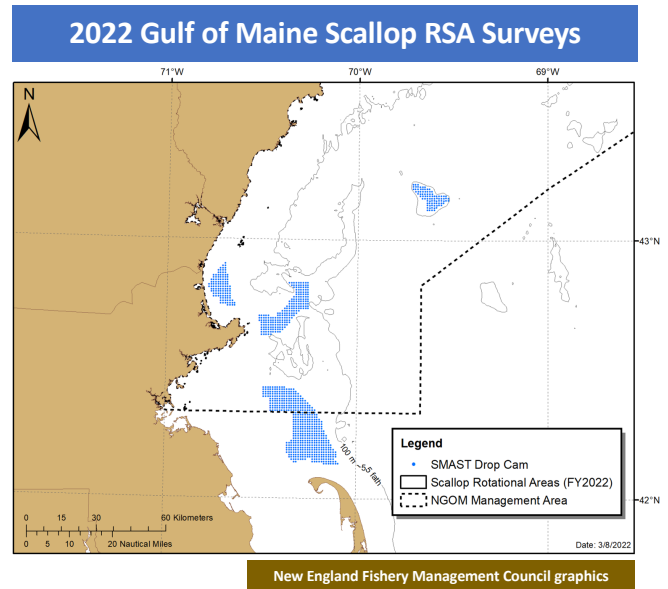 2022 Gulf of Maine Scallop RSA Surveys
71°W
70°W
69°W
N
43°N
100 m ~55 fath
Legend
SMAST Drop Cam
Scallop Rotational Areas (FY2022)
NGOM Management Area
42°N
0 15 30 60 Kilometers
0 5 10 20 Nautical Miles
Date: 3/8/2022
New England Fishery Management Council graphics